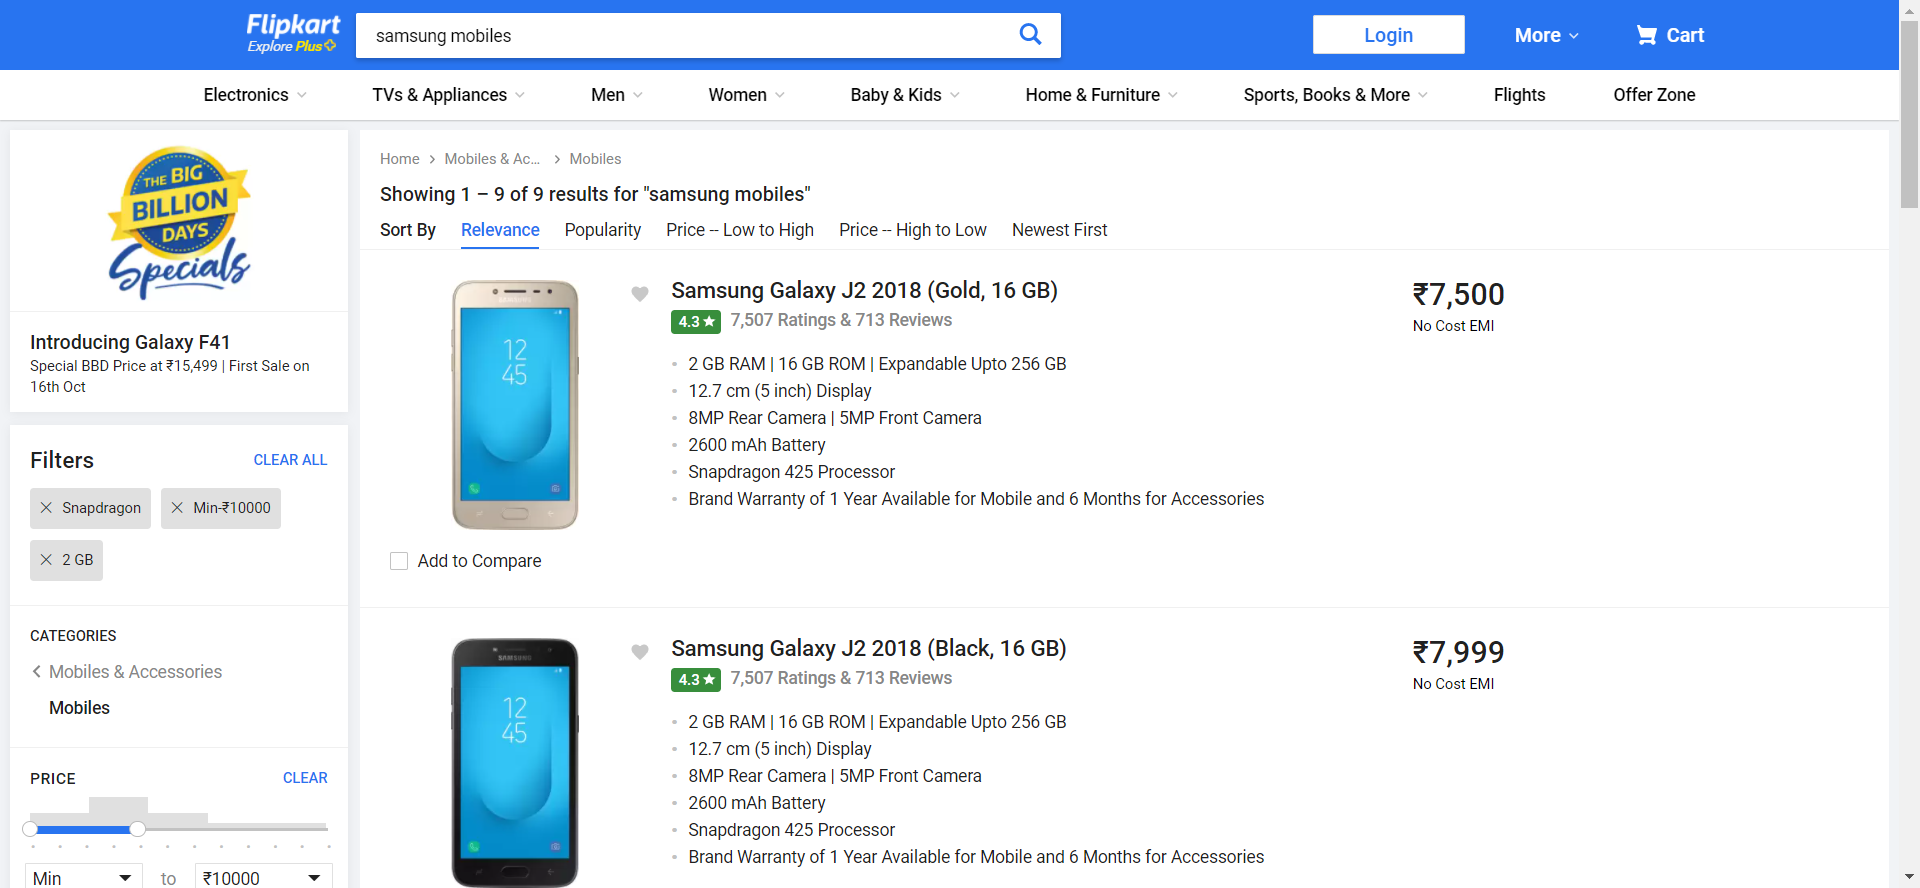 Flipkart
Explore Plus
samsung mobiles
Login
More
Cart
Electronics
TVs & Appliances
Men
Women
Baby & Kids
Home & Furniture
Sports, Books & More
Flights
Offer Zone
THE BIG
BILLION
DAYS
Specials
Introducing Galaxy F41
Special BBD Price at ₹15,499 | First Sale on
16th Oct
Filters
CLEAR ALL
Snapdragon
Min-₹10000
2 GB
CATEGORIES
Mobiles & Accessories
Mobiles
PRICE
CLEAR
Min
to
₹10000
Home
Mobiles & Ac...
Mobiles
Showing 1 – 9 of 9 results for "samsung mobiles"
Sort By
Relevance
Popularity
Price -- Low to High
Price -- High to Low
Newest First
SAMSUNG
12
45
Add to Compare
Samsung Galaxy J2 2018 (Gold, 16 GB)
4.3★
7,507 Ratings & 713 Reviews
2 GB RAM | 16 GB ROM | Expandable Upto 256 GB
12.7 cm (5 inch) Display
8MP Rear Camera | 5MP Front Camera
2600 mAh Battery
Snapdragon 425 Processor
Brand Warranty of 1 Year Available for Mobile and 6 Months for Accessories
₹7,500
No Cost EMI
SAMSUNG
12
45
Samsung Galaxy J2 2018 (Black, 16 GB)
4.3★
7,507 Ratings & 713 Reviews
2 GB RAM | 16 GB ROM | Expandable Upto 256 GB
12.7 cm (5 inch) Display
8MP Rear Camera | 5MP Front Camera
2600 mAh Battery
Snapdragon 425 Processor
Brand Warranty of 1 Year Available for Mobile and 6 Months for Accessories
₹7,999
No Cost EMI